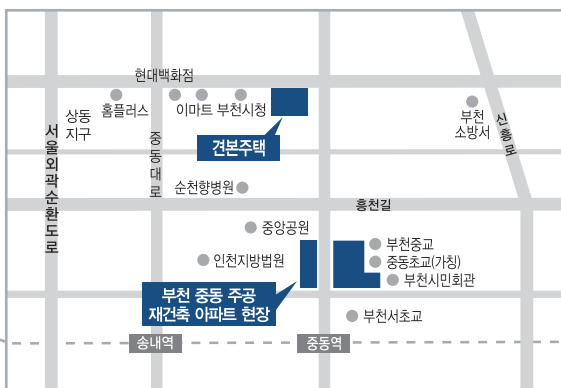 현대백화점
홈플러스
이마트
부천시청
상동
지구
서울외곽순환도로
중동대로
견본주택
부천
소방서
신흥로
순천향병원
흥천길
중앙공원
인천지방법원
부천중교
중동초교(가칭)
부천시민회관
부천 중동 주공
재건축 아파트 현장
부천서초교
송내역
중동역